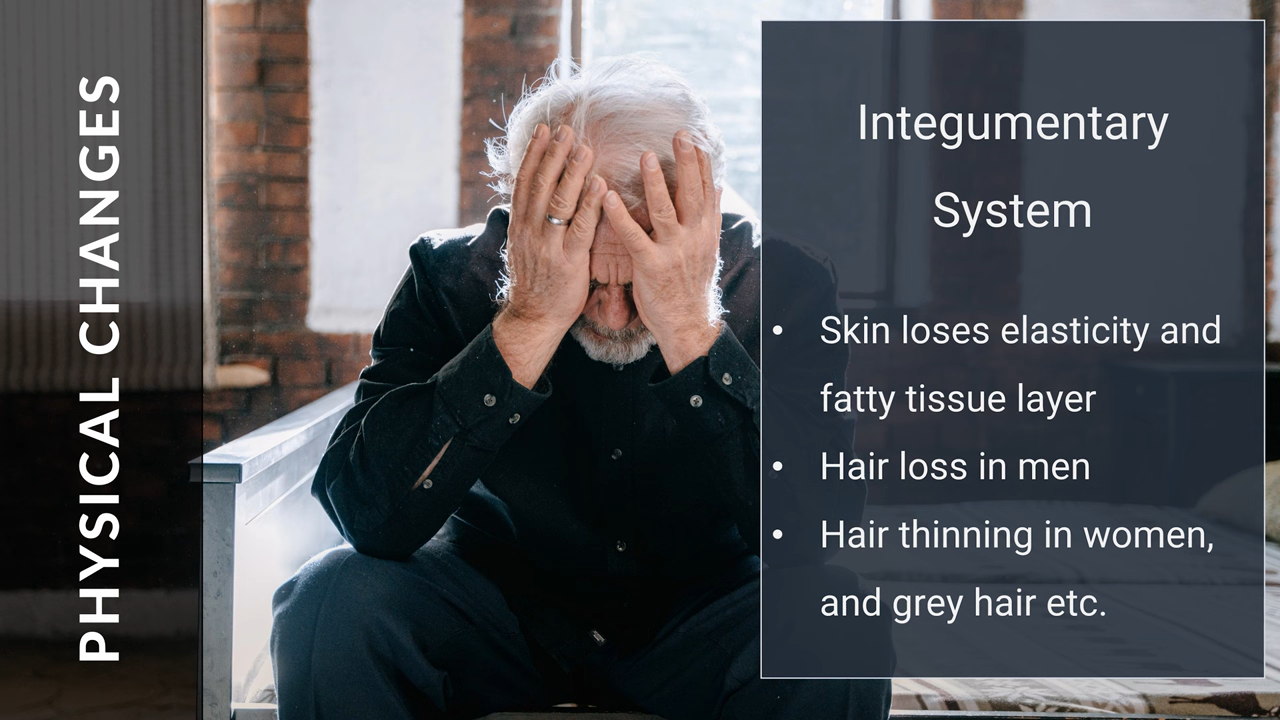 PHYSICAL CHANGES
Integumentary
System
• Skin loses elasticity and
fatty tissue layer
• Hair loss in men
• Hair thinning in women,
and grey hair etc.